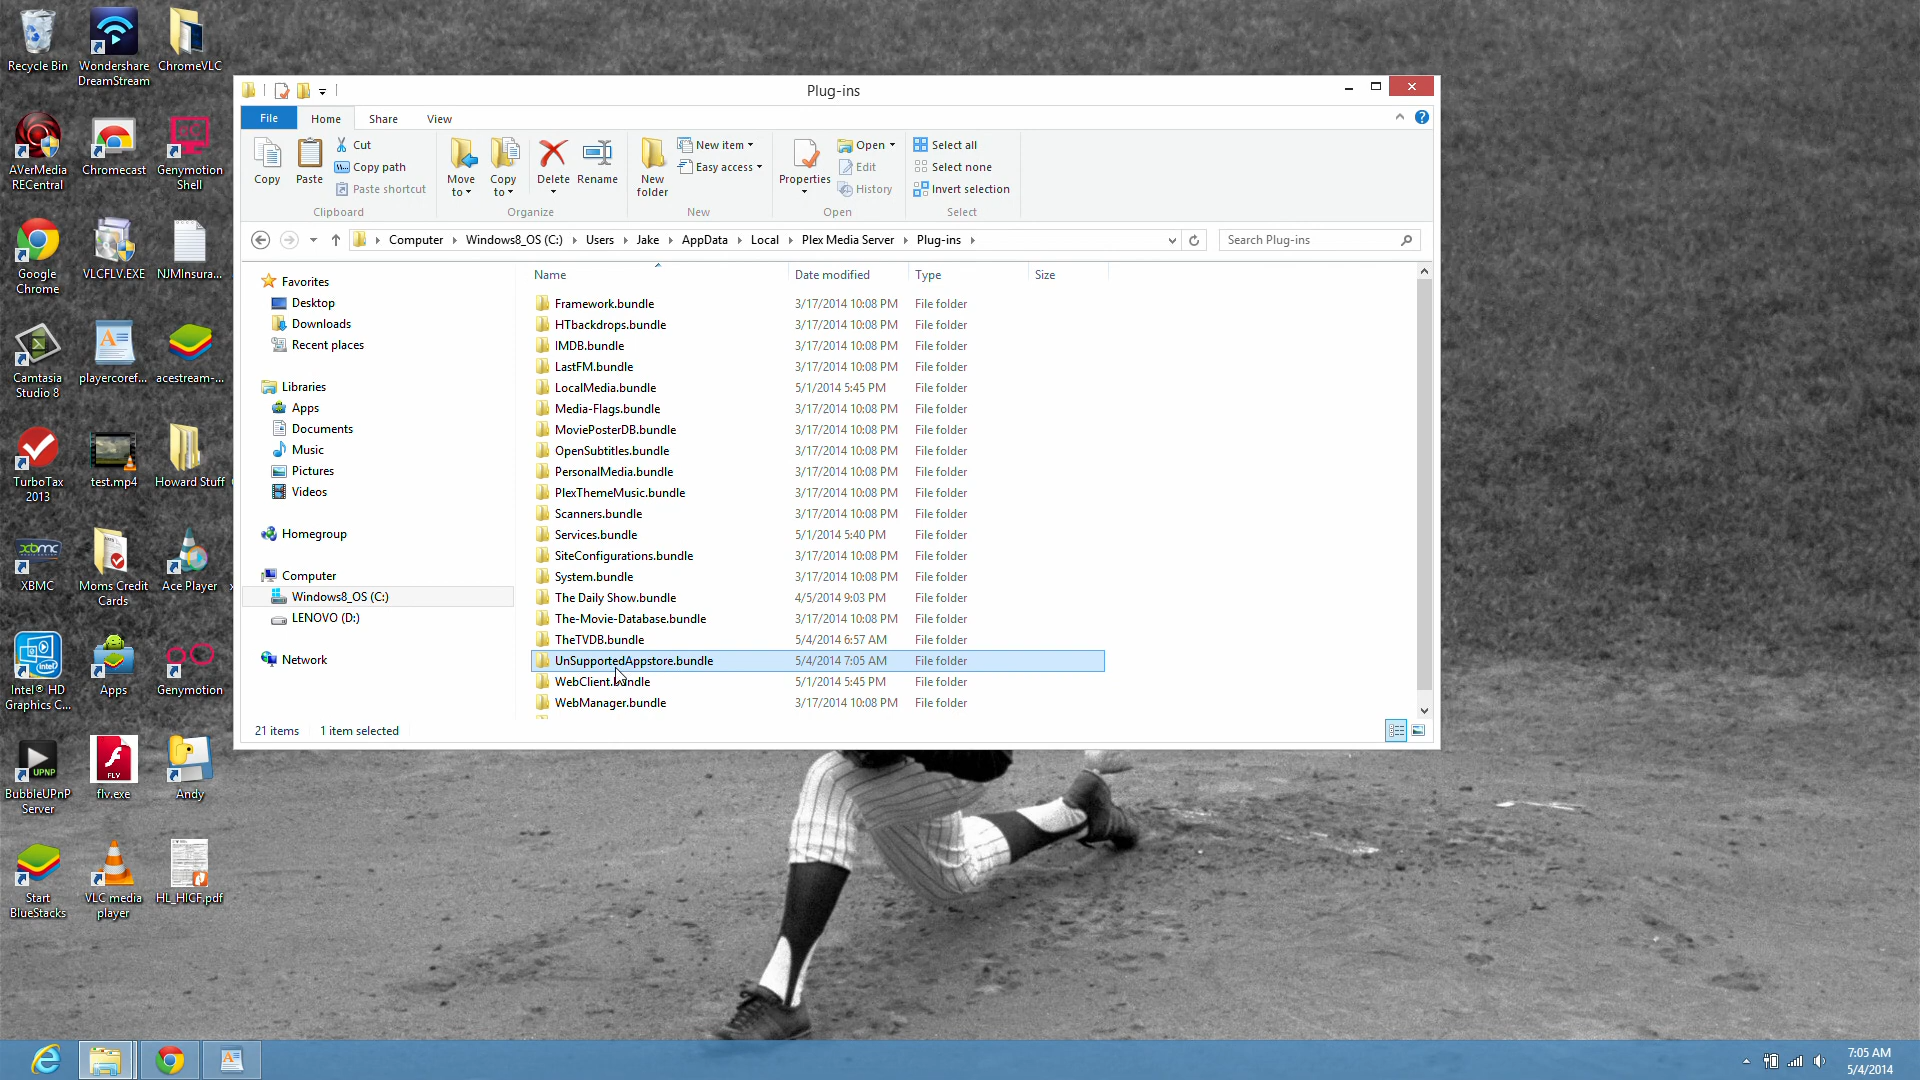 Recycle Bin
Wondershare
DreamStream
ChromeVLC
AVerMedia
RECentral
Chromecast
Genymotion
Shell
Google
Chrome
VLCFLV.EXE
NJMInsura...
Camtasia
Studio 8
playercoref...
acestream-...
TurboTax
2013
test.mp4
Howard Stuff
xbmc
XBMC
Moms Credit
Cards
Ace Player
Intel® HD
Graphics C...
Apps
Genymotion
UPNP
BubbleUPnP
Server
FLV
flv.exe
Andy
Start
BlueStacks
VLC media
player
HL_HICF.pdf
Plug-ins
File
Home
Share
View
Copy
Paste
Cut
Copy path
Paste shortcut
Clipboard
Move
to
Copy
to
Delete
Rename
Organize
New
folder
New item
Easy access
New
Properties
Open
Edit
History
Open
Select all
Select none
Invert selection
Select
Computer
Windows8_OS (C:)
Users
Jake
AppData
Local
Plex Media Server
Plug-ins
Search Plug-ins
Favorites
Desktop
Downloads
Recent places
Libraries
Apps
Documents
Music
Pictures
Videos
Homegroup
Computer
Windows8_OS (C:)
LENOVO (D:)
Network
Name Date modified Type Size
Framework.bundle 3/17/2014 10:08 PM File folder
HTbackdrops.bundle 3/17/2014 10:08 PM File folder
IMDB.bundle 3/17/2014 10:08 PM File folder
LastFM.bundle 3/17/2014 10:08 PM File folder
LocalMedia.bundle 5/1/2014 5:45 PM File folder
Media-Flags.bundle 3/17/2014 10:08 PM File folder
MoviePosterDB.bundle 3/17/2014 10:08 PM File folder
OpenSubtitles.bundle 3/17/2014 10:08 PM File folder
PersonalMedia.bundle 3/17/2014 10:08 PM File folder
PlexThemeMusic.bundle 3/17/2014 10:08 PM File folder
Scanners.bundle 3/17/2014 10:08 PM File folder
Services.bundle 5/1/2014 5:40 PM File folder
SiteConfigurations.bundle 3/17/2014 10:08 PM File folder
System.bundle 3/17/2014 10:08 PM File folder
The Daily Show.bundle 4/5/2014 9:03 PM File folder
The-Movie-Database.bundle 3/17/2014 10:08 PM File folder
TheTVDB.bundle 5/4/2014 6:57 AM File folder
UnSupportedAppstore.bundle 5/4/2014 7:05 AM File folder
WebClient.bundle 5/1/2014 5:45 PM File folder
WebManager.bundle 3/17/2014 10:08 PM File folder
21 items 1 item selected
7:05 AM
5/4/2014